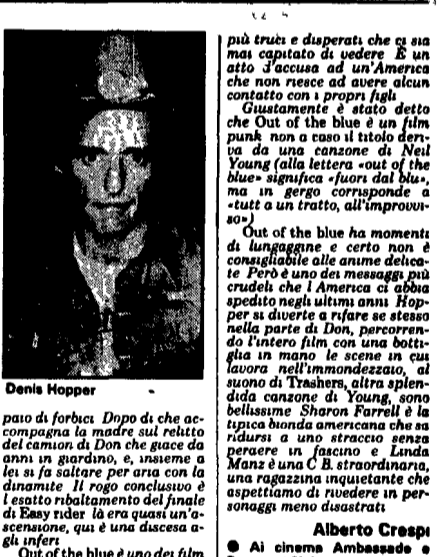 Denis Hopper
paio di forbici Dopo di che ac-
compagna la madre sul relitto
del camion di Don che giace da
anni in giardino, e, insieme a
lei si fa saltare per aria con la
dinamite Il rogo conclusivo è
l esatto ribaltamento del finale
di Easy rider là era quasi un'a-
scensione, qui è una discesa a-
gli inferi
Out of the blue è uno dei film
più truci e disperati che ci sia
mai capitato di vedere È un
atto d'accusa ad un'America
che non riesce ad avere alcun
contatto con i propri figli
Giustamente è stato detto
che Out of the blue è un film
punk non a caso il titolo deri-
va da una canzone di Neil
Young (alla lettera «out of the
blue» significa «fuori dal blu»,
ma in gergo corrisponde a
«tutt a un tratto, all'improvvi-
so»)
Out of the blue ha momenti
di lungaggine e certo non è
consigliabile alle anime delica-
te Però è uno dei messaggi più
crudeli che l America ci abbia
spedito negli ultimi anni Hop-
per si diverte a rifare se stesso
nella parte di Don, percorren-
do l'intero film con una botti-
glia in mano le scene in cui
lavora nell'immondezzaio, al
suono di Trashers, altra splen-
dida canzone di Young, sono
bellissime Sharon Farrell è la
tipica bionda americana che sa
ridursi a uno straccio senza
perdere in fascino e Linda
Manz è una C B. straordinaria,
una ragazzina inquietante che
aspettiamo di rivedere in per-
sonaggi meno disastrati
Alberto Crespi
● Ai cinema Ambassade e